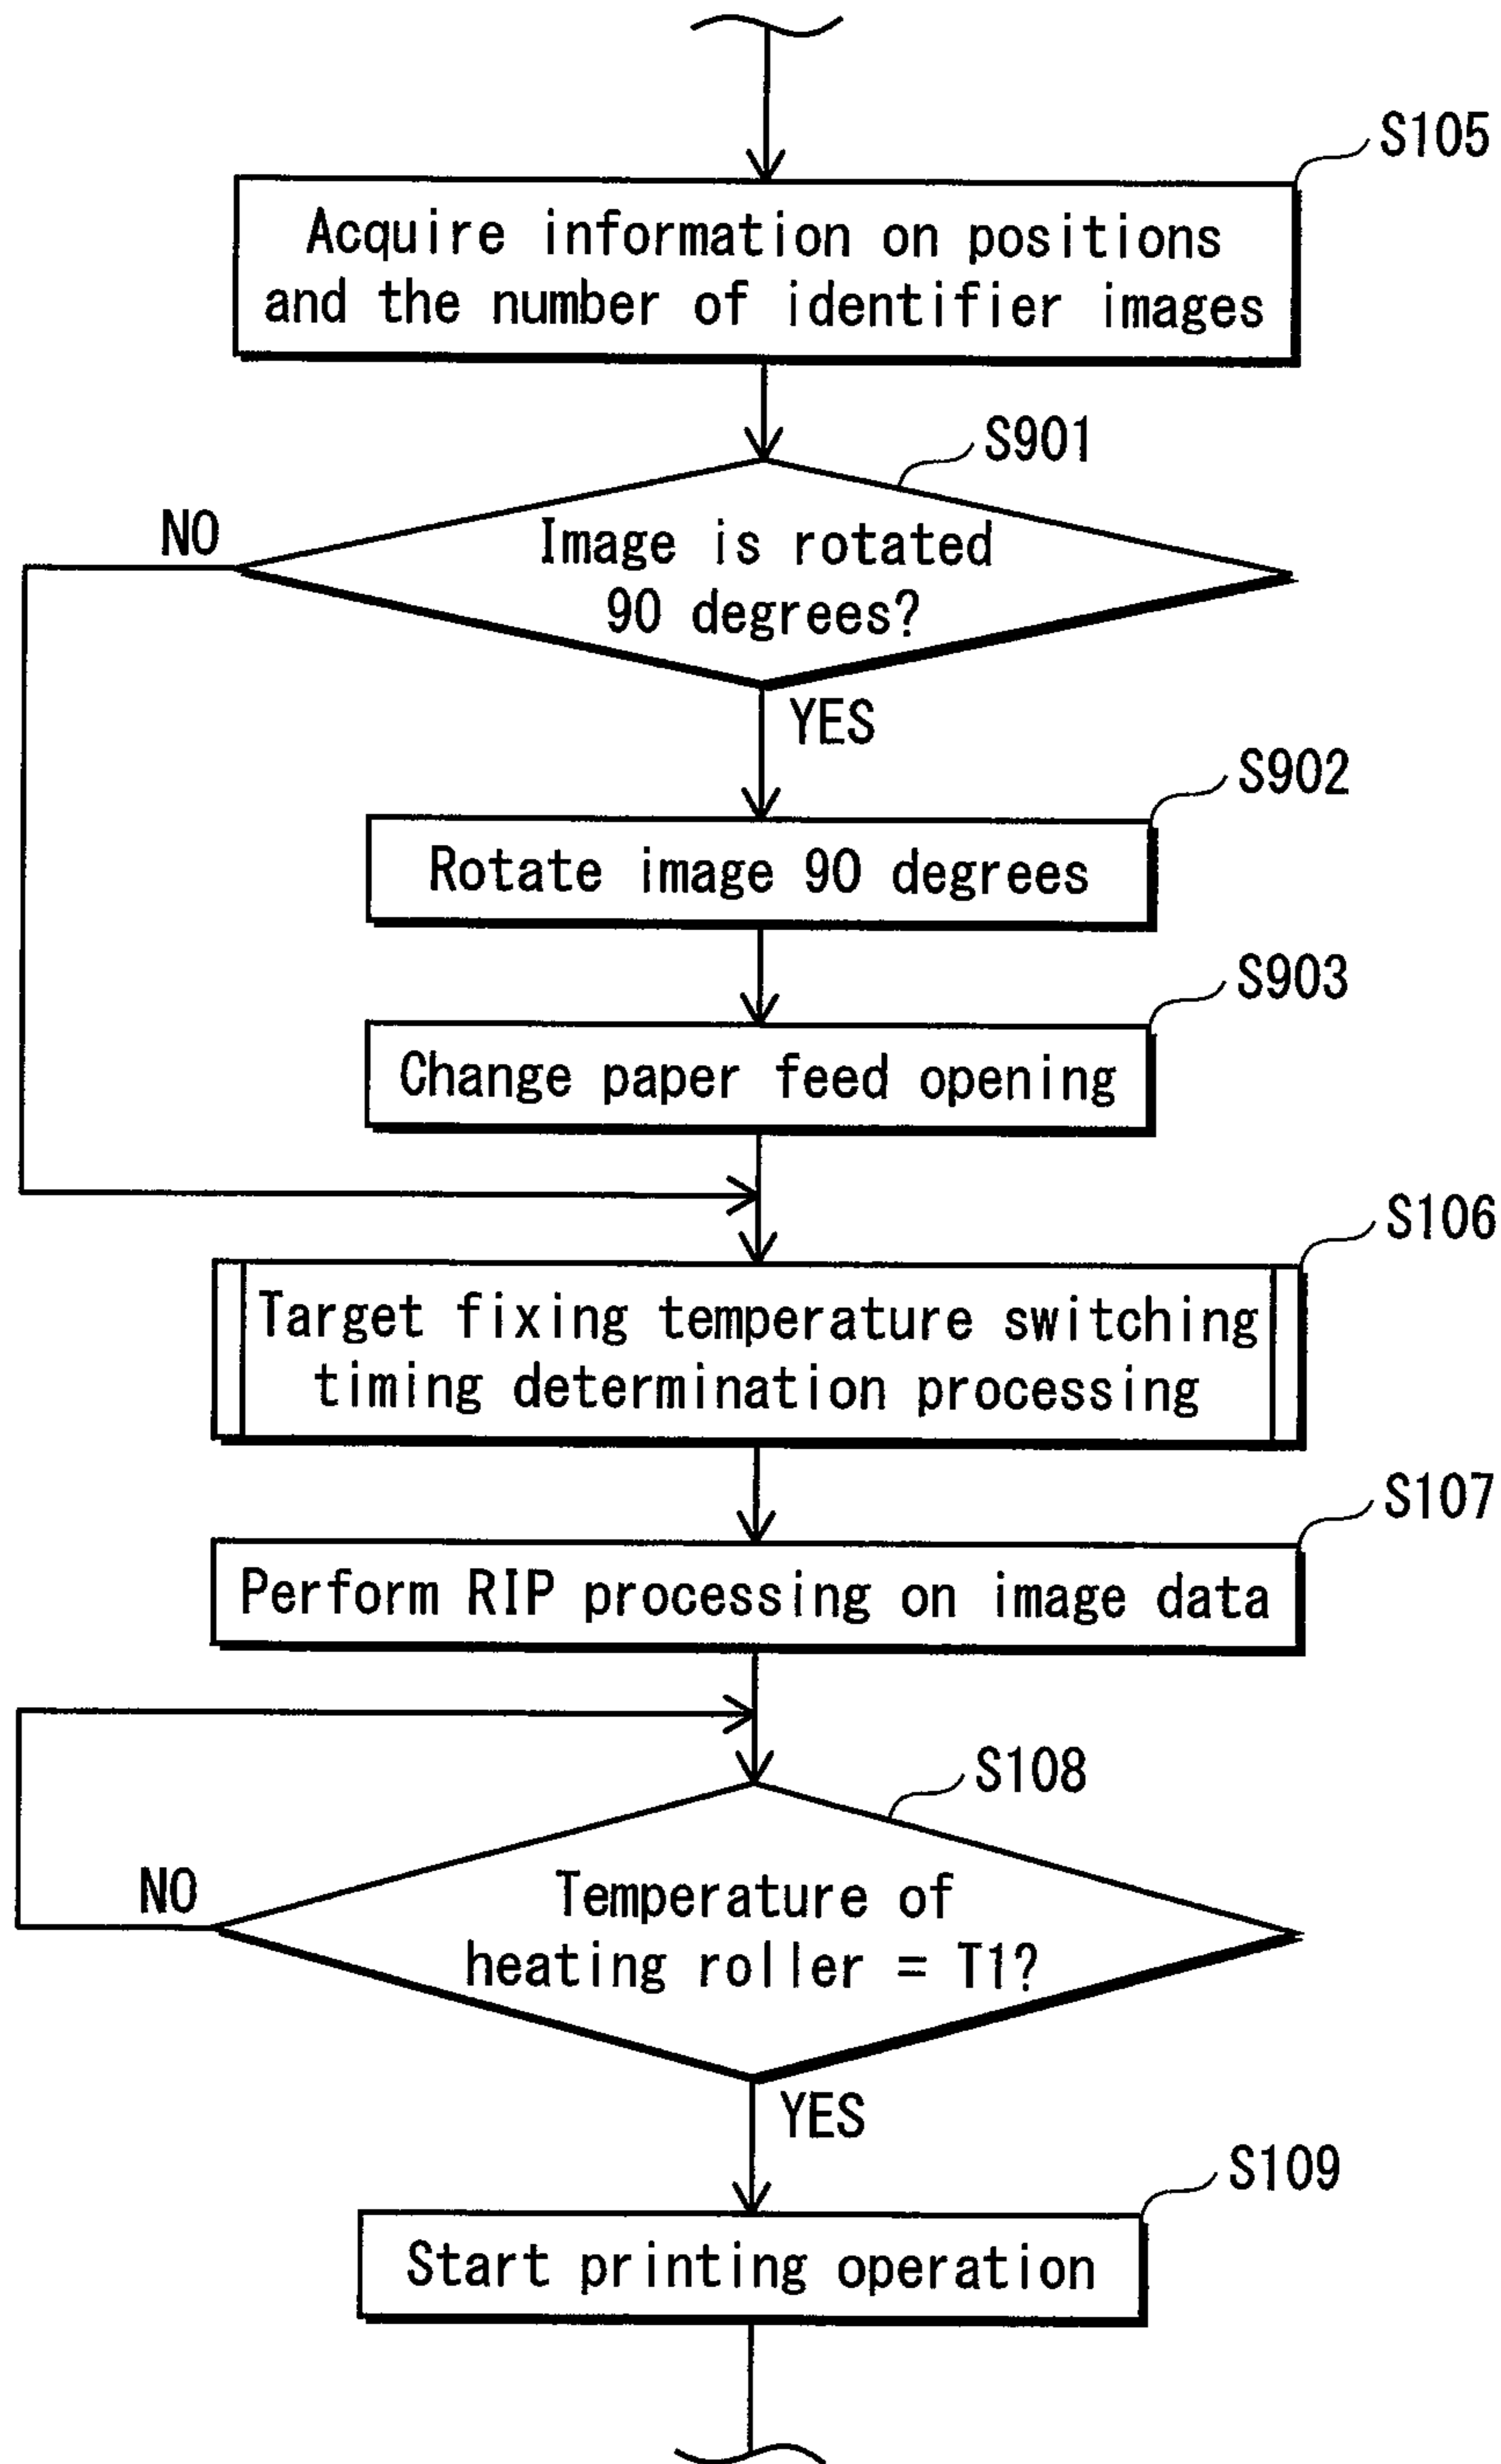 S105
Acquire information on positions
and the number of identifier images
S901
NO
Image is rotated
90 degrees?
YES
S902
Rotate image 90 degrees
S903
Change paper feed opening
S106
Target fixing temperature switching
timing determination processing
S107
Perform RIP processing on image data
S108
NO
Temperature of
heating roller = T1?
YES
S109
Start printing operation